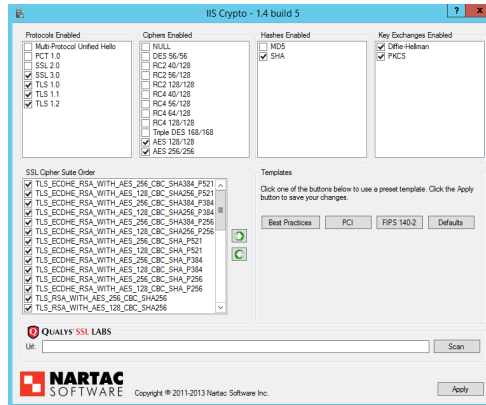 IIS Crypto - 1.4 build 5
Protocols Enabled
Multi-Protocol Unified Hello
PCT 1.0
SSL 2.0
SSL 3.0
TLS 1.0
TLS 1.1
TLS 1.2
Ciphers Enabled
NULL
DES 56/56
RC2 40/128
RC2 56/128
RC2 128/128
RC4 40/128
RC4 56/128
RC4 64/128
RC4 128/128
Triple DES 168/168
AES 128/128
AES 256/256
Hashes Enabled
MD5
SHA
Key Exchanges Enabled
Diffie-Hellman
PKCS
SSL Cipher Suite Order
TLS_ECDHE_RSA_WITH_AES_256_CBC_SHA384_P521
TLS_ECDHE_RSA_WITH_AES_128_CBC_SHA256_P521
TLS_ECDHE_RSA_WITH_AES_256_CBC_SHA384_P384
TLS_ECDHE_RSA_WITH_AES_128_CBC_SHA256_P384
TLS_ECDHE_RSA_WITH_AES_256_CBC_SHA384_P256
TLS_ECDHE_RSA_WITH_AES_128_CBC_SHA256_P256
TLS_ECDHE_RSA_WITH_AES_256_CBC_SHA_P521
TLS_ECDHE_RSA_WITH_AES_128_CBC_SHA_P521
TLS_ECDHE_RSA_WITH_AES_256_CBC_SHA_P384
TLS_ECDHE_RSA_WITH_AES_128_CBC_SHA_P384
TLS_ECDHE_RSA_WITH_AES_256_CBC_SHA_P256
TLS_ECDHE_RSA_WITH_AES_128_CBC_SHA_P256
TLS_RSA_WITH_AES_256_CBC_SHA256
TLS_RSA_WITH_AES_128_CBC_SHA256
Templates
Click one of the buttons below to use a preset template. Click the Apply
button to save your changes.
Best Practices PCI FIPS 140-2 Defaults
QUALYS' SSL LABS
Url: Scan
NARTAC
SOFTWARE
Copyright © 2011-2013 Nartac Software Inc.
Apply